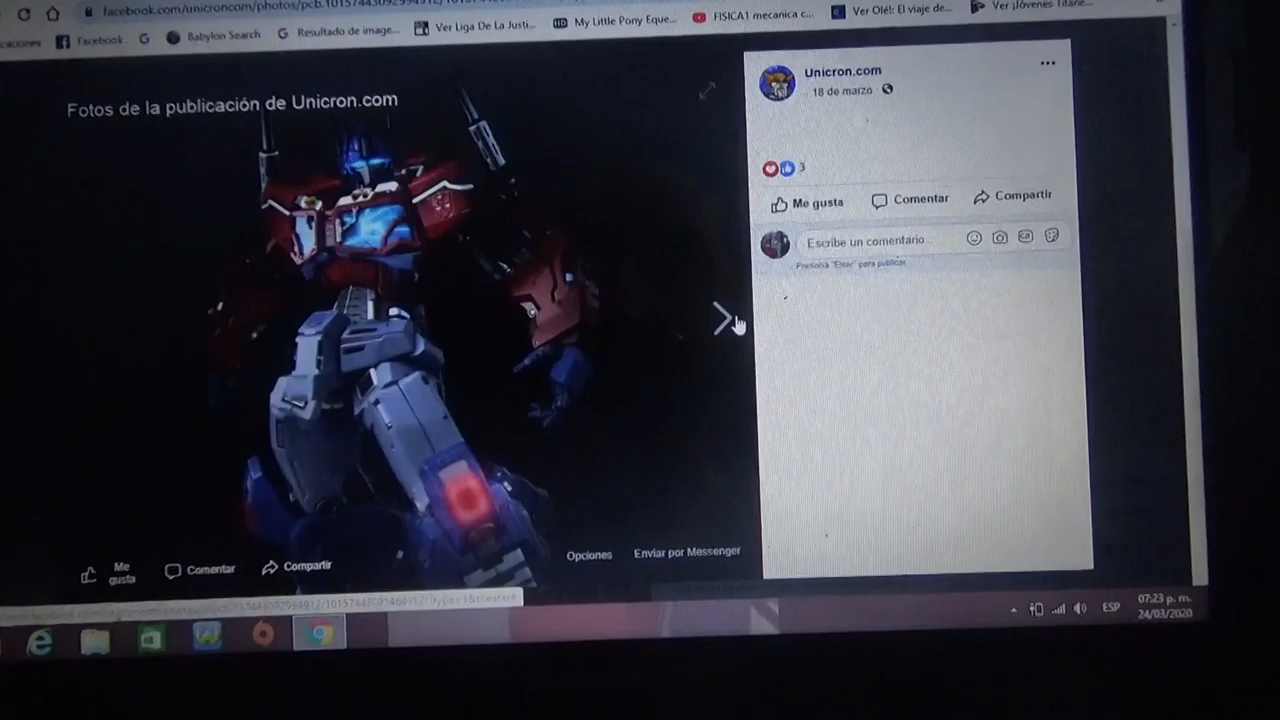 facebook.com/unicroncom/photos/pcb.
Facebook
Babylon Search
Resultado de image...
Ver Liga De La Justi...
My Little Pony Eque...
FISICA1 mecanica c...
Ver Olé!: El viaje de...
Ver ¡Jóvenes Titane...
Fotos de la publicación de Unicron.com
Unicron.com
18 de marzo
3
Me gusta
Comentar
Compartir
Escribe un comentario...
Presiona "Enter" para publicar.
Me gusta
Comentar
Compartir
Opciones
Enviar por Messenger
ESP
07:23 p. m.
24/03/2020